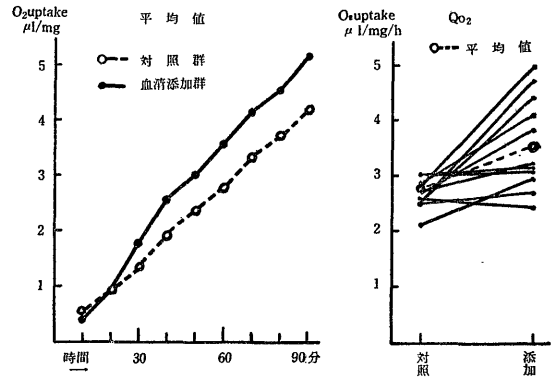 O₂uptake
μl/mg
平均値
対照群
血清添加群
5
4
3
2
1
時間
30
60
90分
O₂uptake
μl/mg/h
Qo₂
平均値
5
4
3
2
1
対照
添加